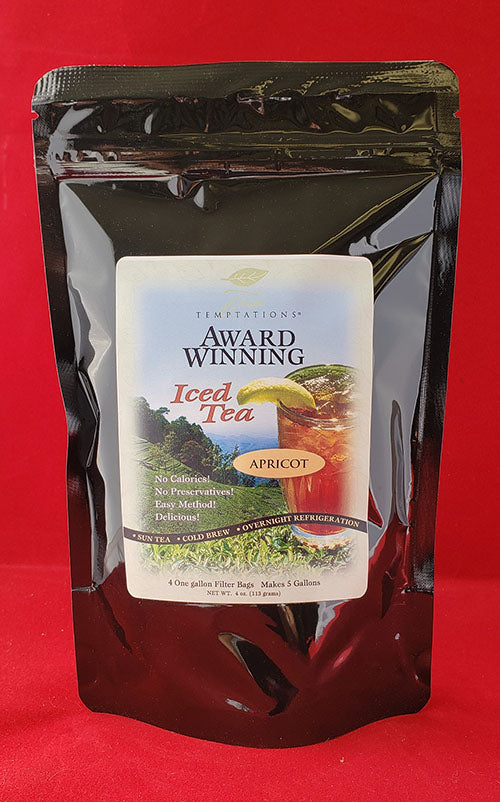 TEMPTATIONS®
AWARD
WINNING
Iced
Tea
APRICOT
No Calories!
No Preservatives!
Easy Method!
Delicious!
• SUN TEA • COLD BREW • OVERNIGHT REFRIGERATION
4 One gallon Filter Bags Makes 5 Gallons
NET WT. 4 oz. (113 grams)